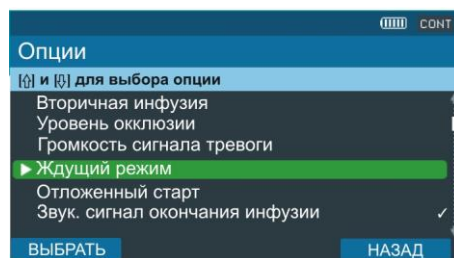 CONT
Опции
[⇧] и [⇩] для выбора опции
Вторичная инфузия
Уровень окклюзии
Громкость сигнала тревоги
Ждущий режим
Отложенный старт
Звук. сигнал окончания инфузии ✓
ВЫБРАТЬ НАЗАД